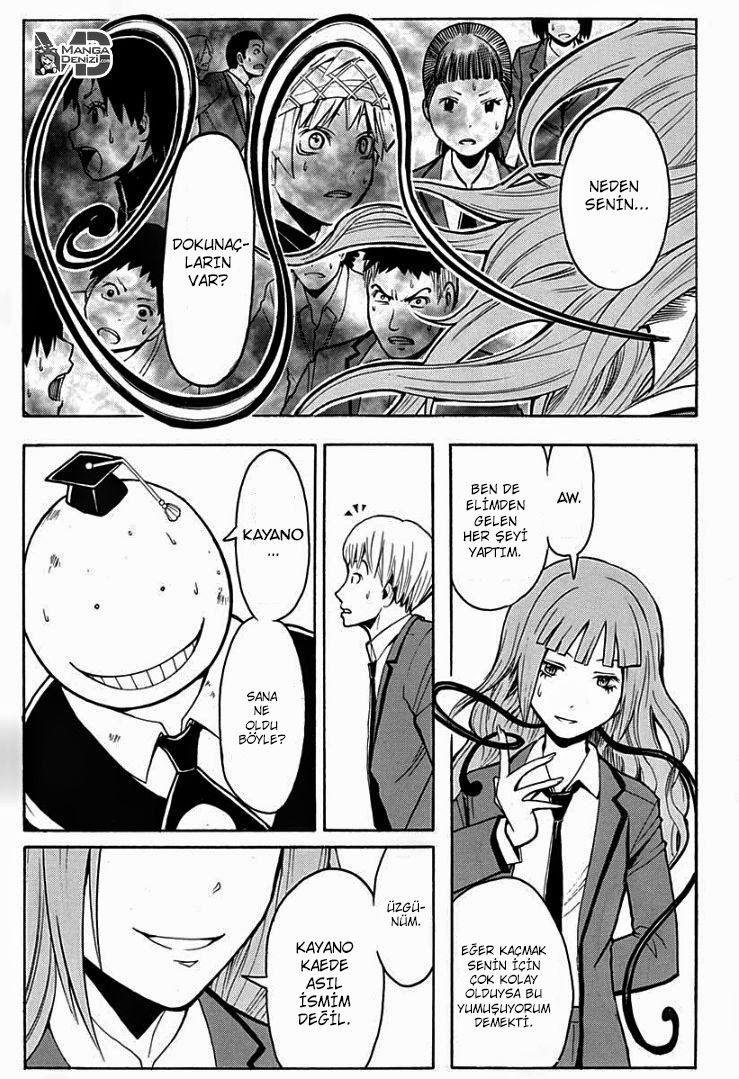 MD MANGA
DENİZİ.com
NEDEN
SENİN...
DOKUNAÇ-
LARIN
VAR?
AW.
BEN DE
ELİMDEN
GELEN
HER ŞEYİ
YAPTIM.
EĞER KAÇMAK
SENİN İÇİN
ÇOK KOLAY
OLDUYSA BU
YUMUŞUYORUM
DEMEKTİ.
KAYANO
...
SANA
NE
OLDU
BÖYLE?
ÜZGÜ-
NÜM.
KAYANO
KAEDE
ASIL
İSMİM
DEĞİL.